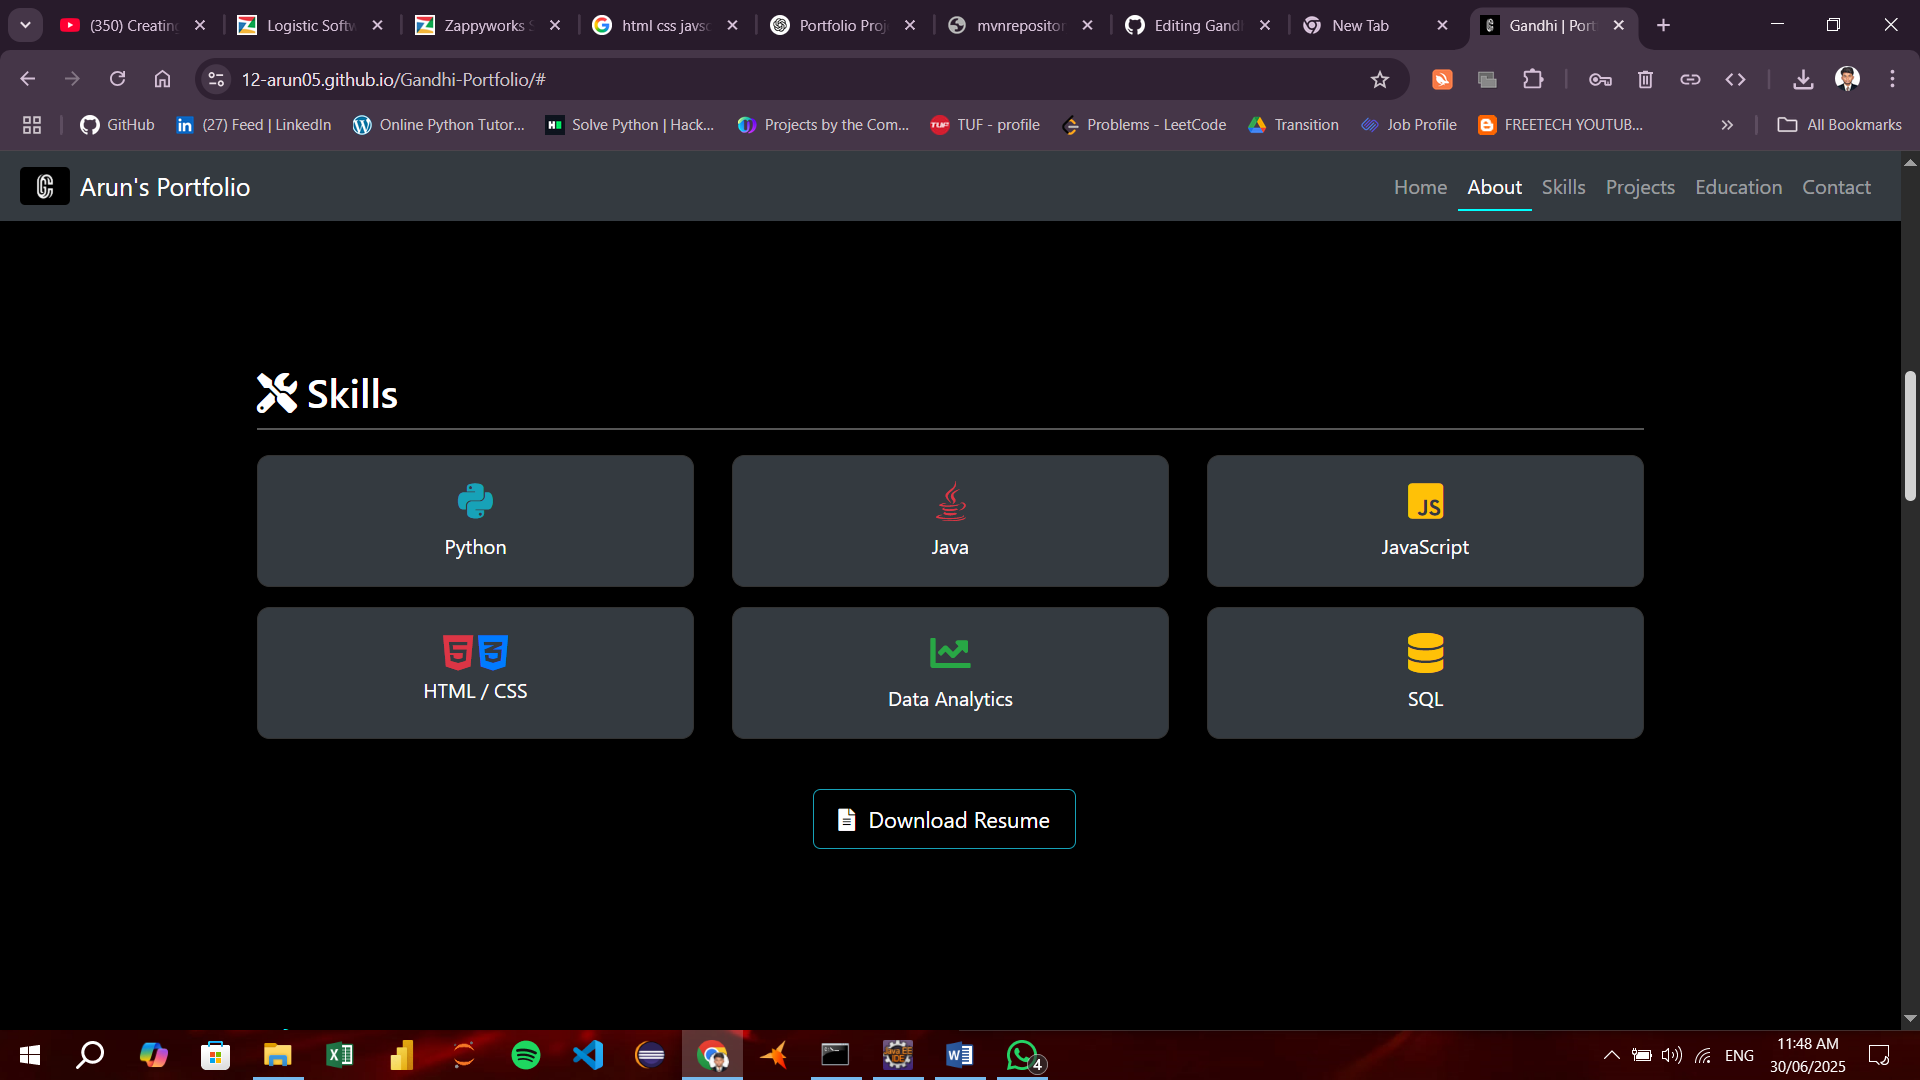 (350) Creating
Logistic Softw
Zappyworks S
html css javsc
Portfolio Proj
mvnrepositor
Editing Gandl
New Tab
Gandhi | Port
12-arun05.github.io/Gandhi-Portfolio/#
GitHub
(27) Feed | LinkedIn
Online Python Tutor...
Solve Python | Hack...
Projects by the Com...
TUF - profile
Problems - LeetCode
Transition
Job Profile
FREETECH YOUTUB...
All Bookmarks
Arun's Portfolio
Home
About
Skills
Projects
Education
Contact
Skills
Python
Java
JS
JavaScript
HTML / CSS
Data Analytics
SQL
Download Resume
4
ENG
11:48 AM
30/06/2025